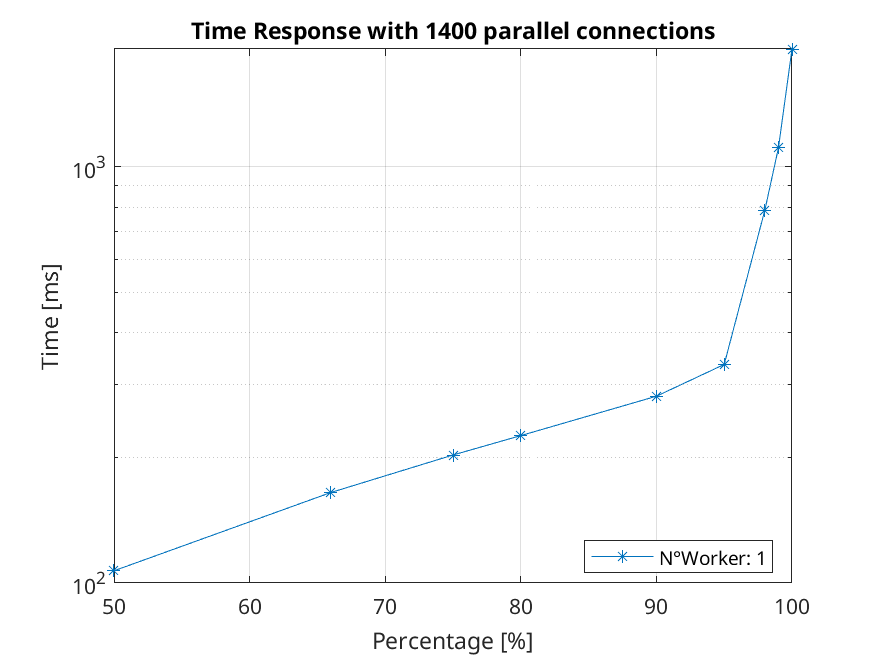 Time Response with 1400 parallel connections
Time [ms]
10³
10²
50 60 70 80 90 100
Percentage [%]
N°Worker: 1